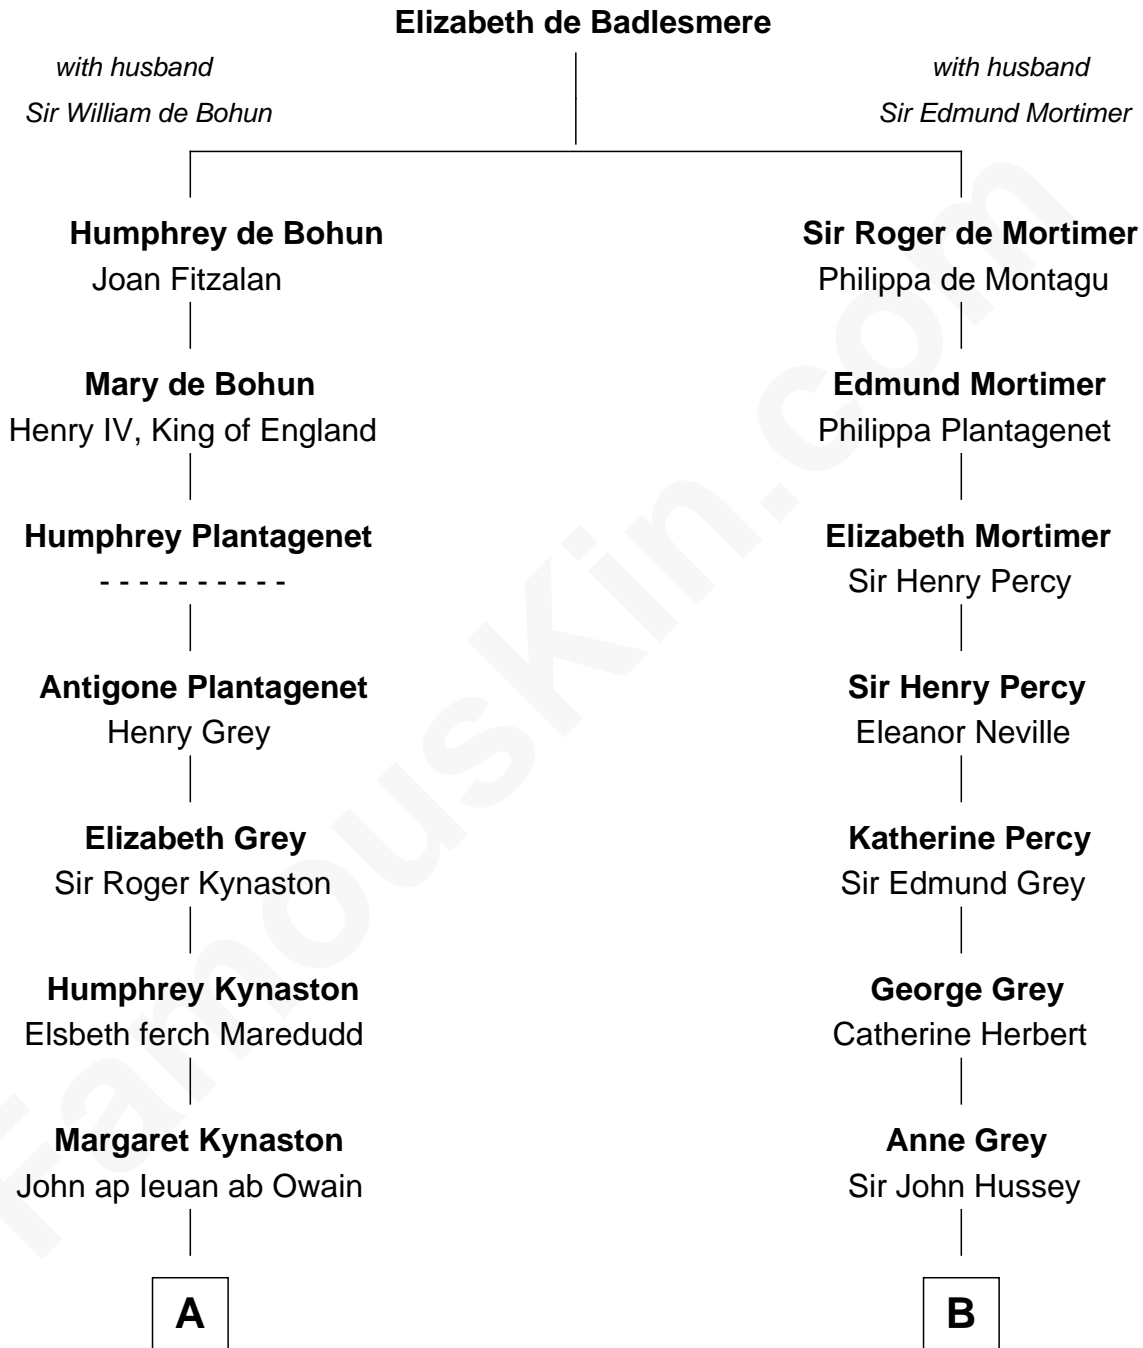 Elizabeth de Badlesmere
with husband
Sir William de Bohun
with husband
Sir Edmund Mortimer
Humphrey de Bohun
Joan Fitzalan
Sir Roger de Mortimer
Philippa de Montagu
Mary de Bohun
Henry IV, King of England
Edmund Mortimer
Philippa Plantagenet
Humphrey Plantagenet
- - - - - - - - - -
Elizabeth Mortimer
Sir Henry Percy
Antigone Plantagenet
Henry Grey
Sir Henry Percy
Eleanor Neville
Elizabeth Grey
Sir Roger Kynaston
Katherine Percy
Sir Edmund Grey
Humphrey Kynaston
Elsbeth ferch Maredudd
George Grey
Catherine Herbert
Margaret Kynaston
John ap Ieuan ab Owain
Anne Grey
Sir John Hussey
A
B
FamousKin.com